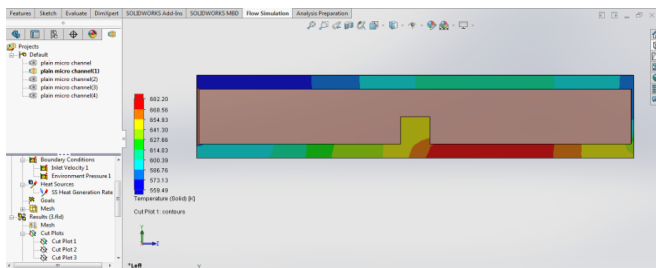 Features
Sketch
Evaluate
DimXpert
SOLIDWORKS Add-Ins
SOLIDWORKS MBD
Flow Simulation
Analysis Preparation
Projects
Default
plain micro channel
plain micro channel(1)
plain micro channel(2)
plain micro channel(3)
plain micro channel(4)
Boundary Conditions
Inlet Velocity 1
Environment Pressure 1
Heat Sources
SS Heat Generation Rate
Goals
Mesh
Results (3.fld)
Mesh
Cut Plots
Cut Plot 1
Cut Plot 2
Cut Plot 3
682.20
668.56
654.93
641.30
627.66
614.03
600.39
586.76
573.13
559.49
Temperature (Solid) [K]
Cut Plot 1: contours
Y
Z
*Left